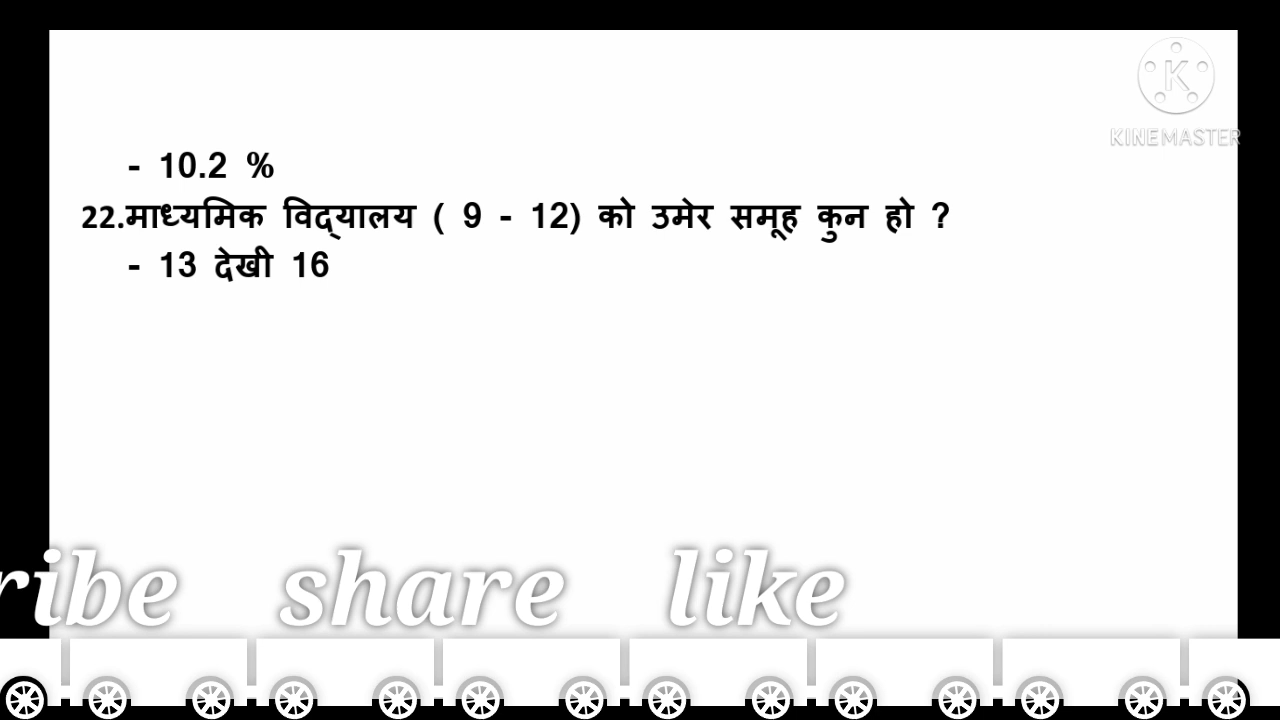 KINEMASTER
- 10.2 %
22.माध्यमिक विद्‌यालय ( 9 - 12) को उमेर समूह कुन हो ?
- 13 देखी 16
ribe share like